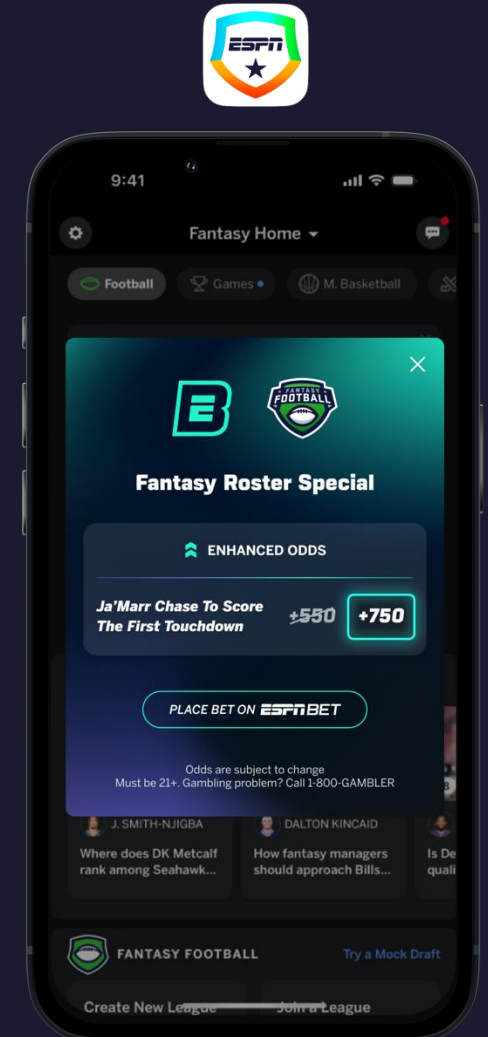 ESPN
9:41
Fantasy Home
Football
Games
M. Basketball
FANTASY
FOOTBALL
Fantasy Roster Special
ENHANCED ODDS
Ja'Marr Chase To Score
The First Touchdown
+550
+750
PLACE BET ON ESPN BET
Odds are subject to change
Must be 21+. Gambling problem? Call 1-800-GAMBLER
J. SMITH-NJIGBA
DALTON KINCAID
Where does DK Metcalf
rank among Seahawk...
How fantasy managers
should approach Bills...
Is De
quali
FANTASY FOOTBALL
Try a Mock Draft
Create New League
Join a League